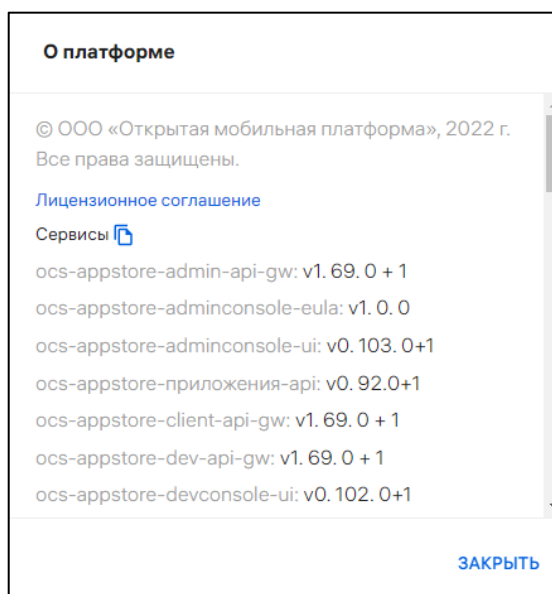 О платформе
© ООО «Открытая мобильная платформа», 2022 г.
Все права защищены.
Лицензионное соглашение
Сервисы
ocs-appstore-admin-api-gw: v1. 69. 0 + 1
ocs-appstore-adminconsole-eula: v1. 0. 0
ocs-appstore-adminconsole-ui: v0. 103. 0+1
ocs-appstore-приложения-api: v0. 92.0+1
ocs-appstore-client-api-gw: v1. 69. 0 + 1
ocs-appstore-dev-api-gw: v1. 69. 0 + 1
ocs-appstore-devconsole-ui: v0. 102. 0+1
ЗАКРЫТЬ